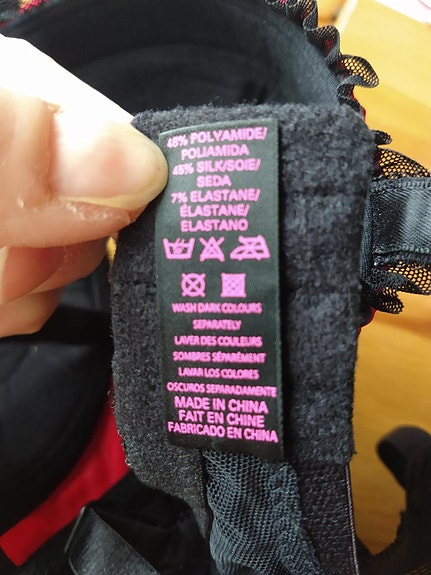 48% POLYAMIDE/
POLIAMIDA
45% SILK/SOIE/
SEDA
7% ELASTANE/
ÉLASTANE/
ELASTANO
WASH DARK COLOURS
SEPARATELY
LAVER DES COULEURS
SOMBRES SÉPARÉMENT
LAVAR LOS COLORES
OSCUROS SEPARADAMENTE
MADE IN CHINA
FAIT EN CHINE
FABRICADO EN CHINA